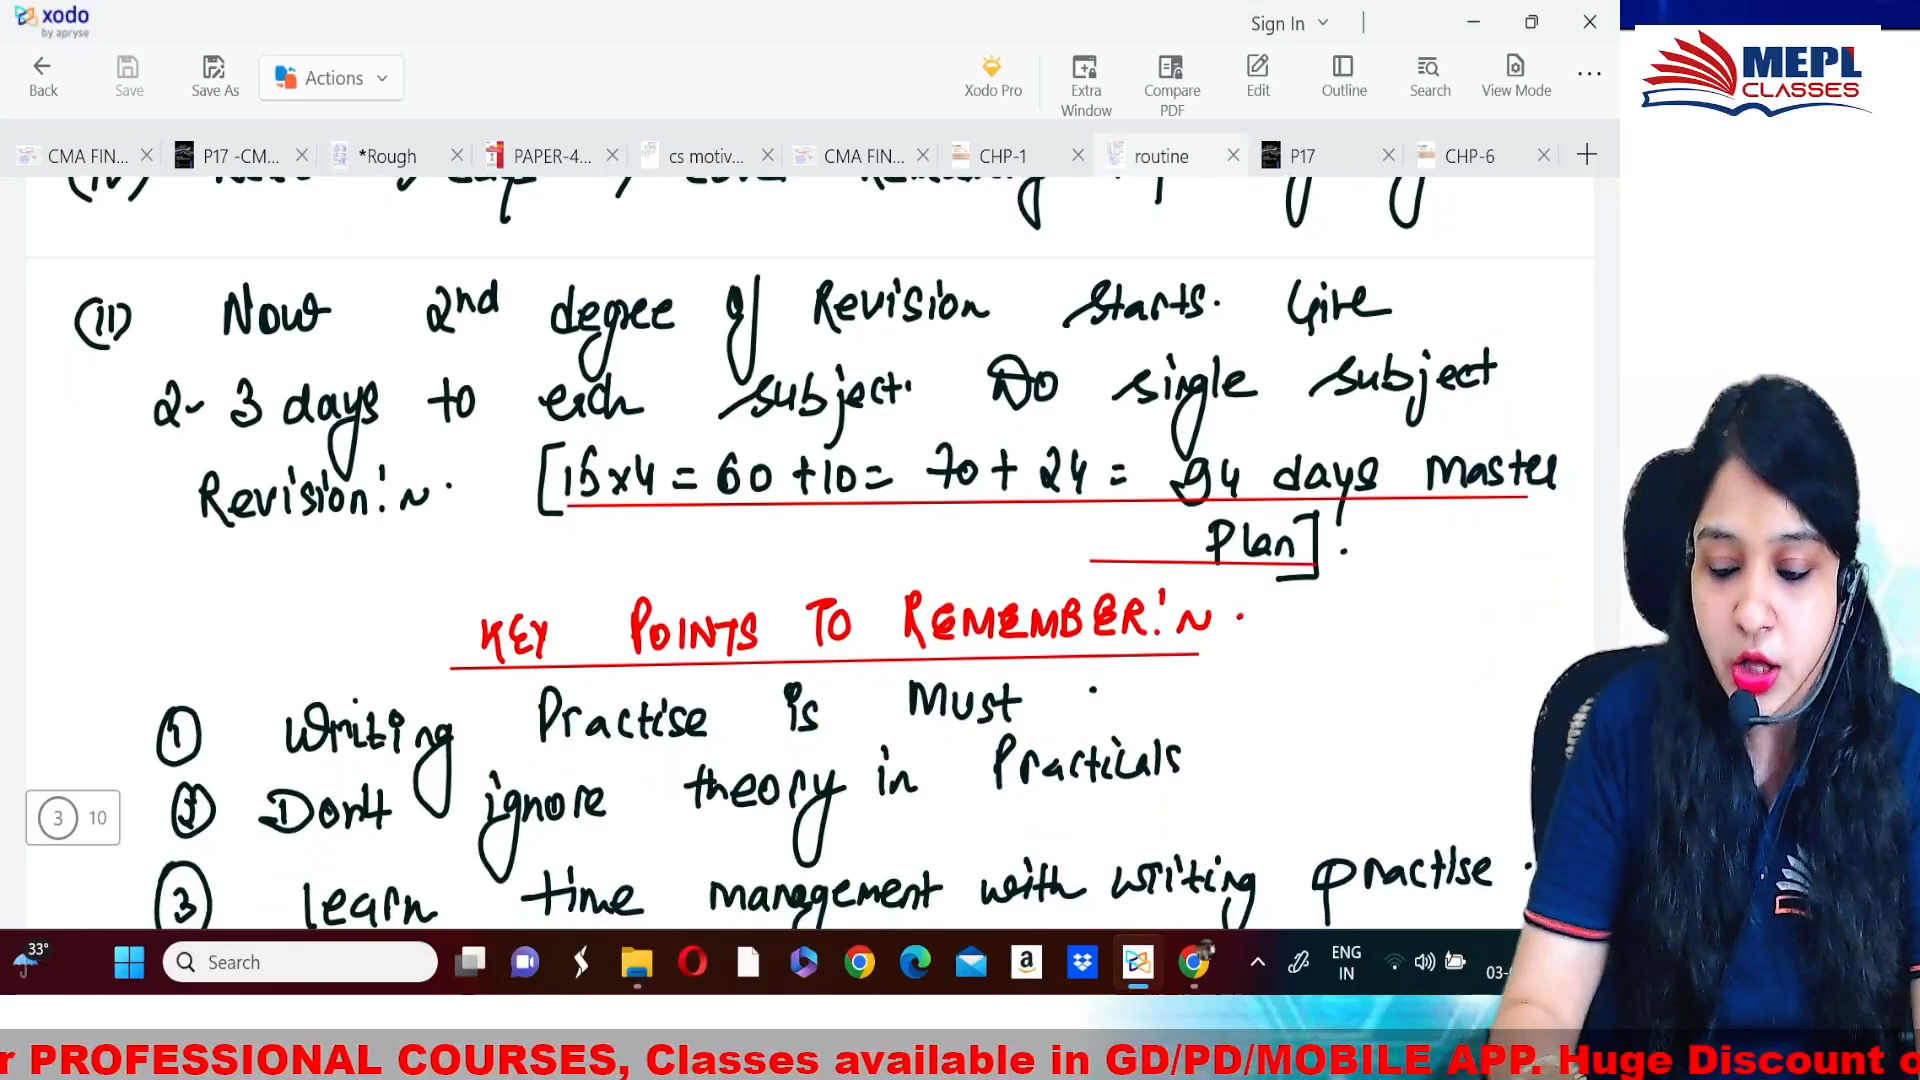 xodo
by apryse
Sign In
Back
Save
Save As
Actions
Xodo Pro
Extra Window
Compare PDF
Edit
Outline
Search
View Mode
CMA FIN...
P17 -CM...
*Rough
PAPER-4...
cs motiv...
CMA FIN...
CHP-1
routine
P17
CHP-6
MEPL
CLASSES
(11) Now 2nd degree of Revision starts. Give
2-3 days to each subject. Do single subject
Revision:~. [15x4 = 60 +10= 70+ 24 = 94 days Master
Plan].
KEY POINTS TO REMEMBER:~.
① Writing Practise is Must.
② Don't ignore theory in Practicals
③ learn time management with writing practise.
3 10
33°
Search
ENG
IN
03-
r PROFESSIONAL COURSES, Classes available in GD/PD/MOBILE APP. Huge Discount o